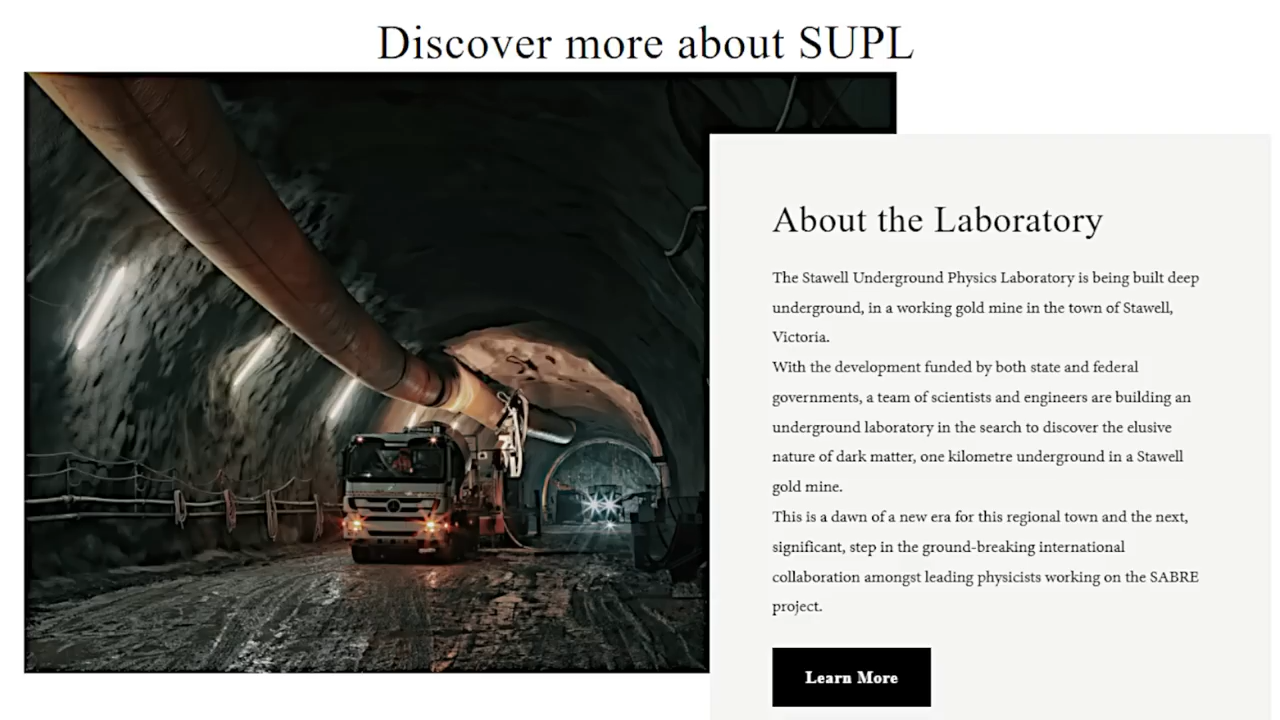 Discover more about SUPL
About the Laboratory
The Stawell Underground Physics Laboratory is being built deep
underground, in a working gold mine in the town of Stawell,
Victoria.
With the development funded by both state and federal
governments, a team of scientists and engineers are building an
underground laboratory in the search to discover the elusive
nature of dark matter, one kilometre underground in a Stawell
gold mine.
This is a dawn of a new era for this regional town and the next,
significant, step in the ground-breaking international
collaboration amongst leading physicists working on the SABRE
project.
Learn More